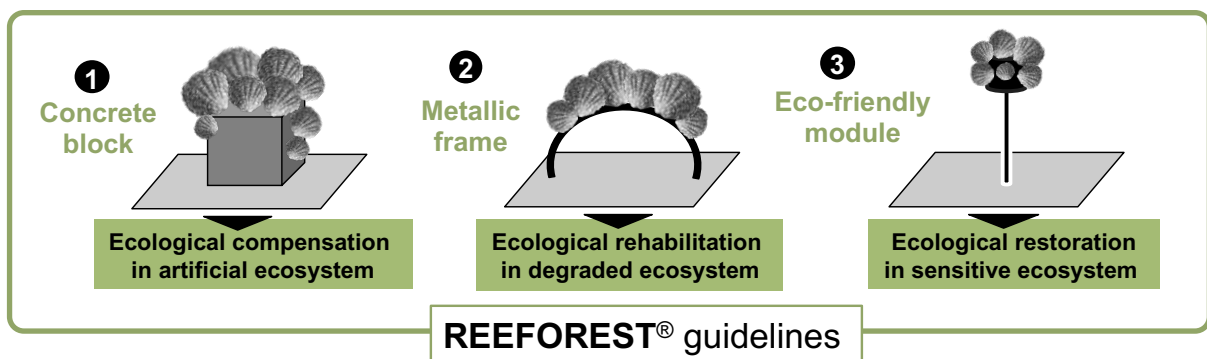 1
Concrete
block
Ecological compensation
in artificial ecosystem
2
Metallic
frame
Ecological rehabilitation
in degraded ecosystem
3
Eco-friendly
module
Ecological restoration
in sensitive ecosystem
REEFOREST® guidelines